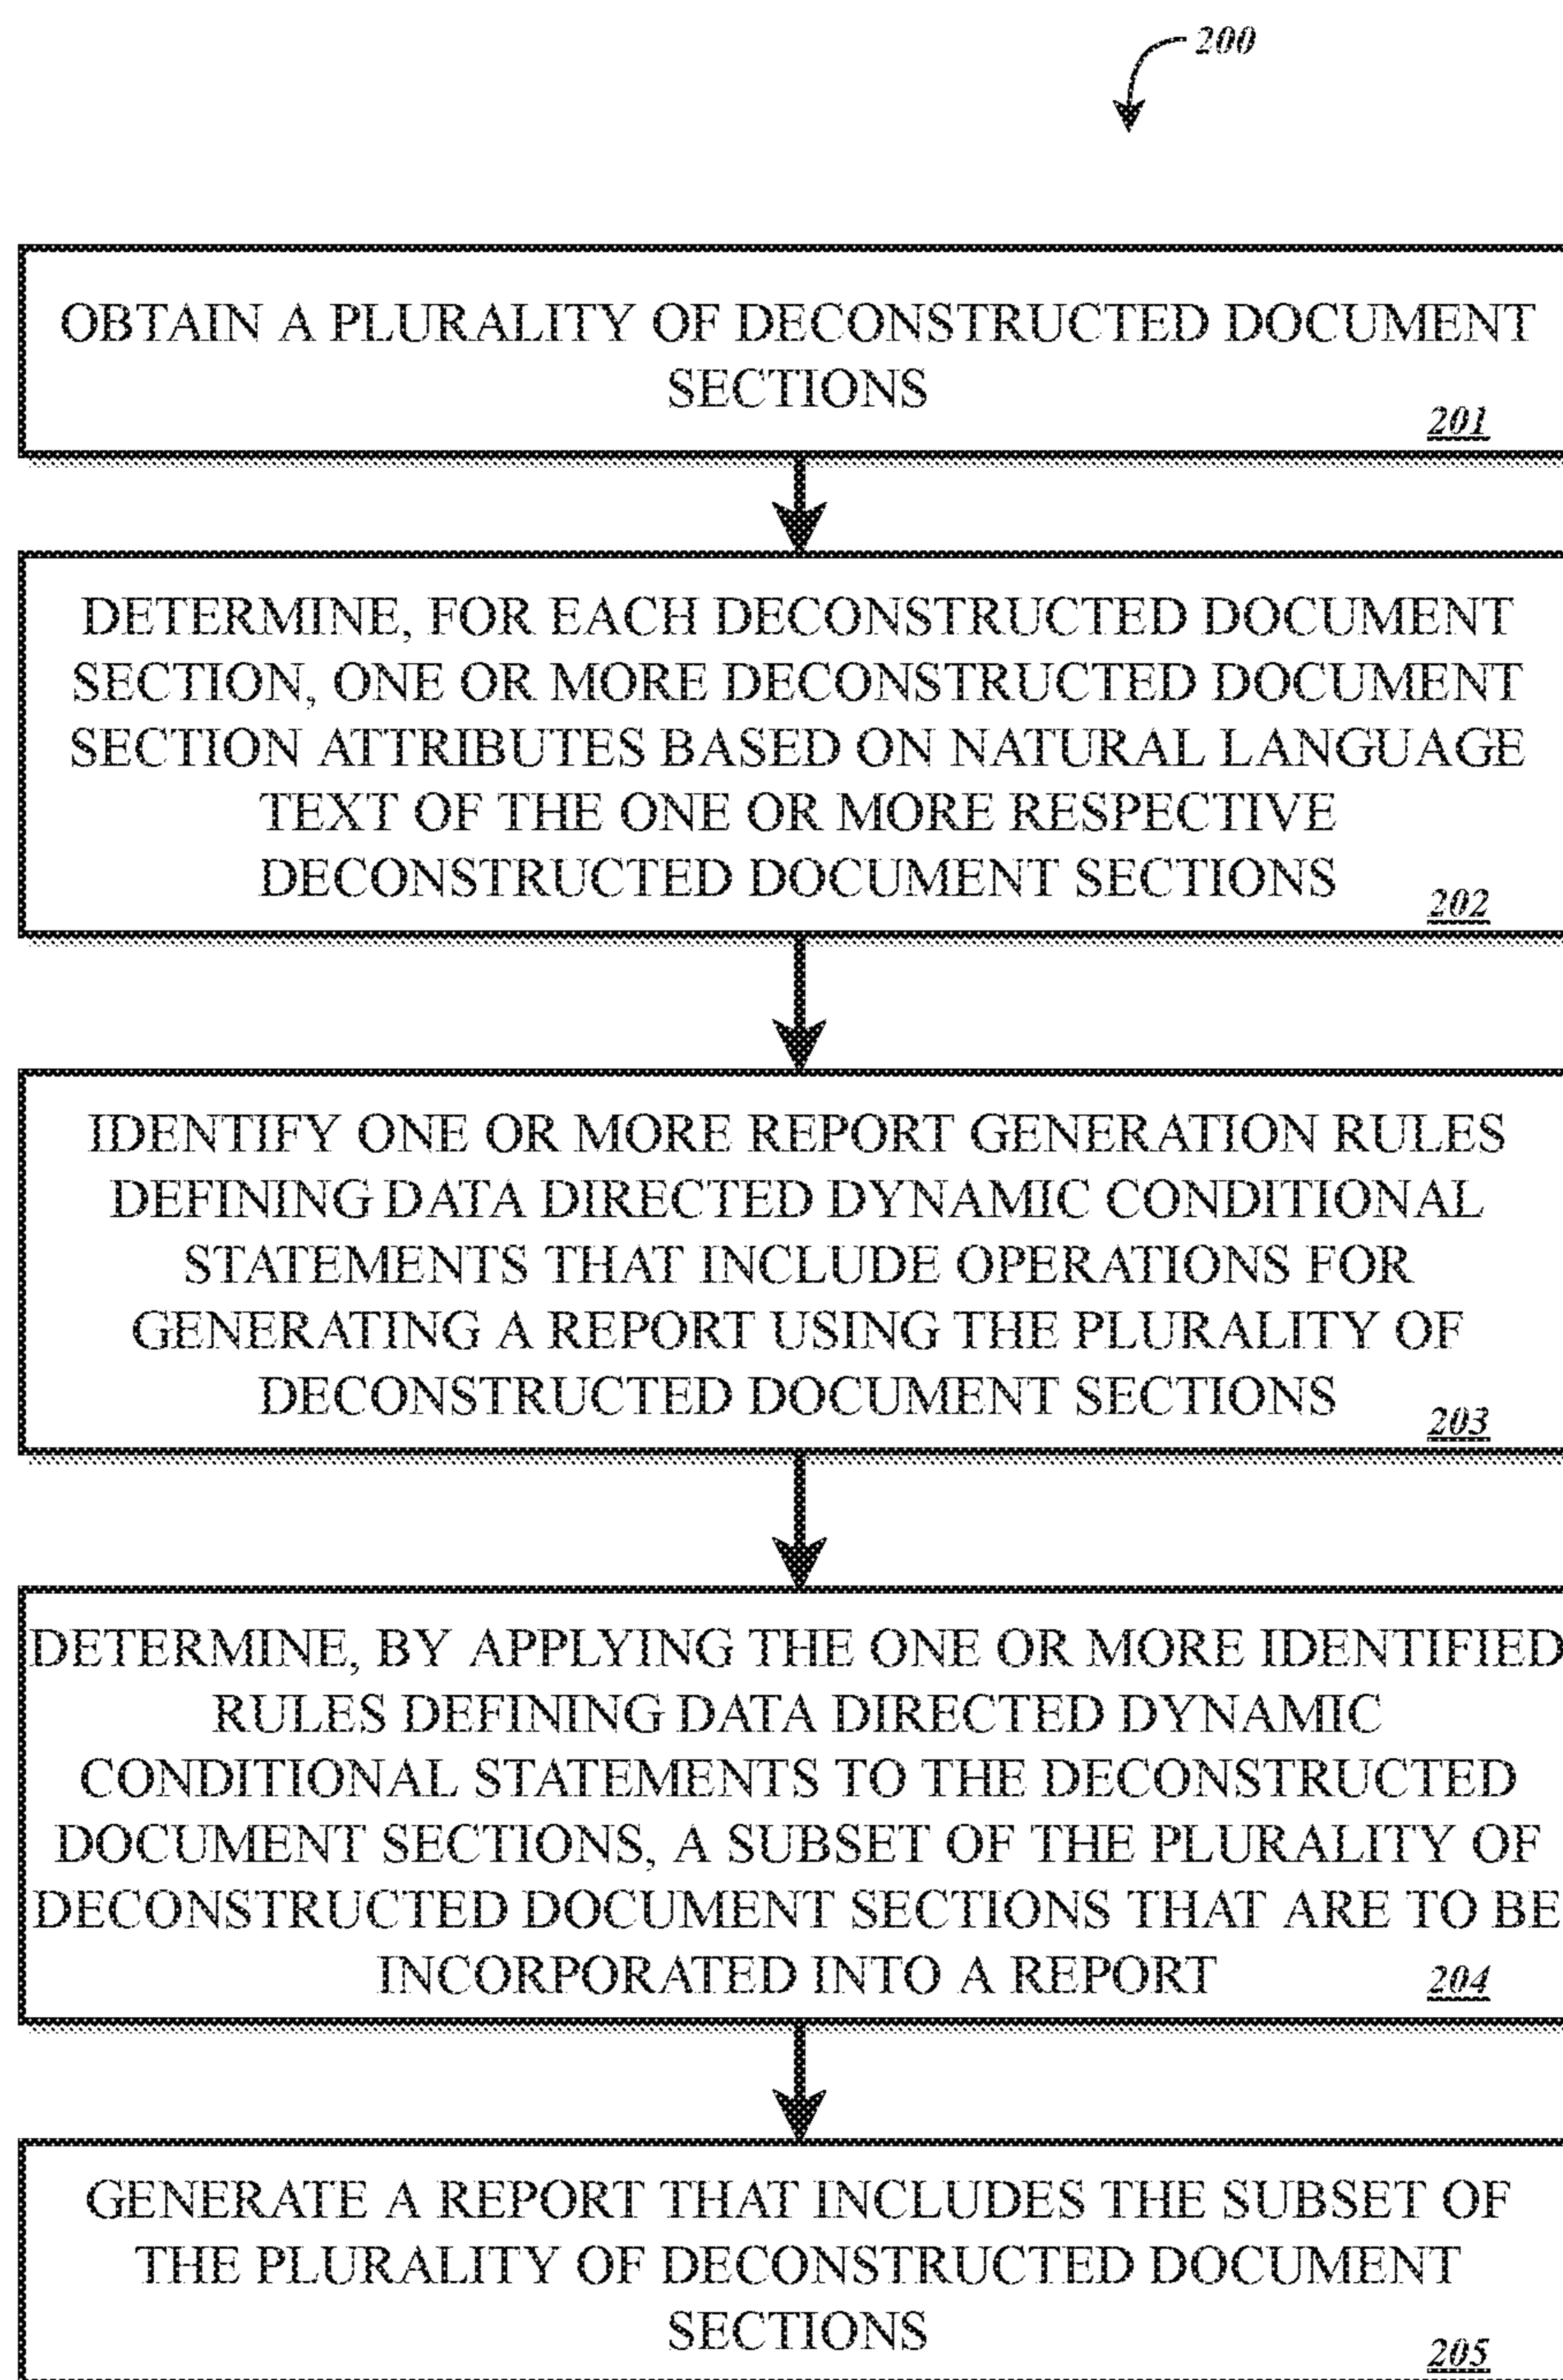 200
OBTAIN A PLURALITY OF DECONSTRUCTED DOCUMENT
SECTIONS
201
DETERMINE, FOR EACH DECONSTRUCTED DOCUMENT
SECTION, ONE OR MORE DECONSTRUCTED DOCUMENT
SECTION ATTRIBUTES BASED ON NATURAL LANGUAGE
TEXT OF THE ONE OR MORE RESPECTIVE
DECONSTRUCTED DOCUMENT SECTIONS
202
IDENTIFY ONE OR MORE REPORT GENERATION RULES
DEFINING DATA DIRECTED DYNAMIC CONDITIONAL
STATEMENTS THAT INCLUDE OPERATIONS FOR
GENERATING A REPORT USING THE PLURALITY OF
DECONSTRUCTED DOCUMENT SECTIONS
203
DETERMINE, BY APPLYING THE ONE OR MORE IDENTIFIED
RULES DEFINING DATA DIRECTED DYNAMIC
CONDITIONAL STATEMENTS TO THE DECONSTRUCTED
DOCUMENT SECTIONS, A SUBSET OF THE PLURALITY OF
DECONSTRUCTED DOCUMENT SECTIONS THAT ARE TO BE
INCORPORATED INTO A REPORT
204
GENERATE A REPORT THAT INCLUDES THE SUBSET OF
THE PLURALITY OF DECONSTRUCTED DOCUMENT
SECTIONS
205